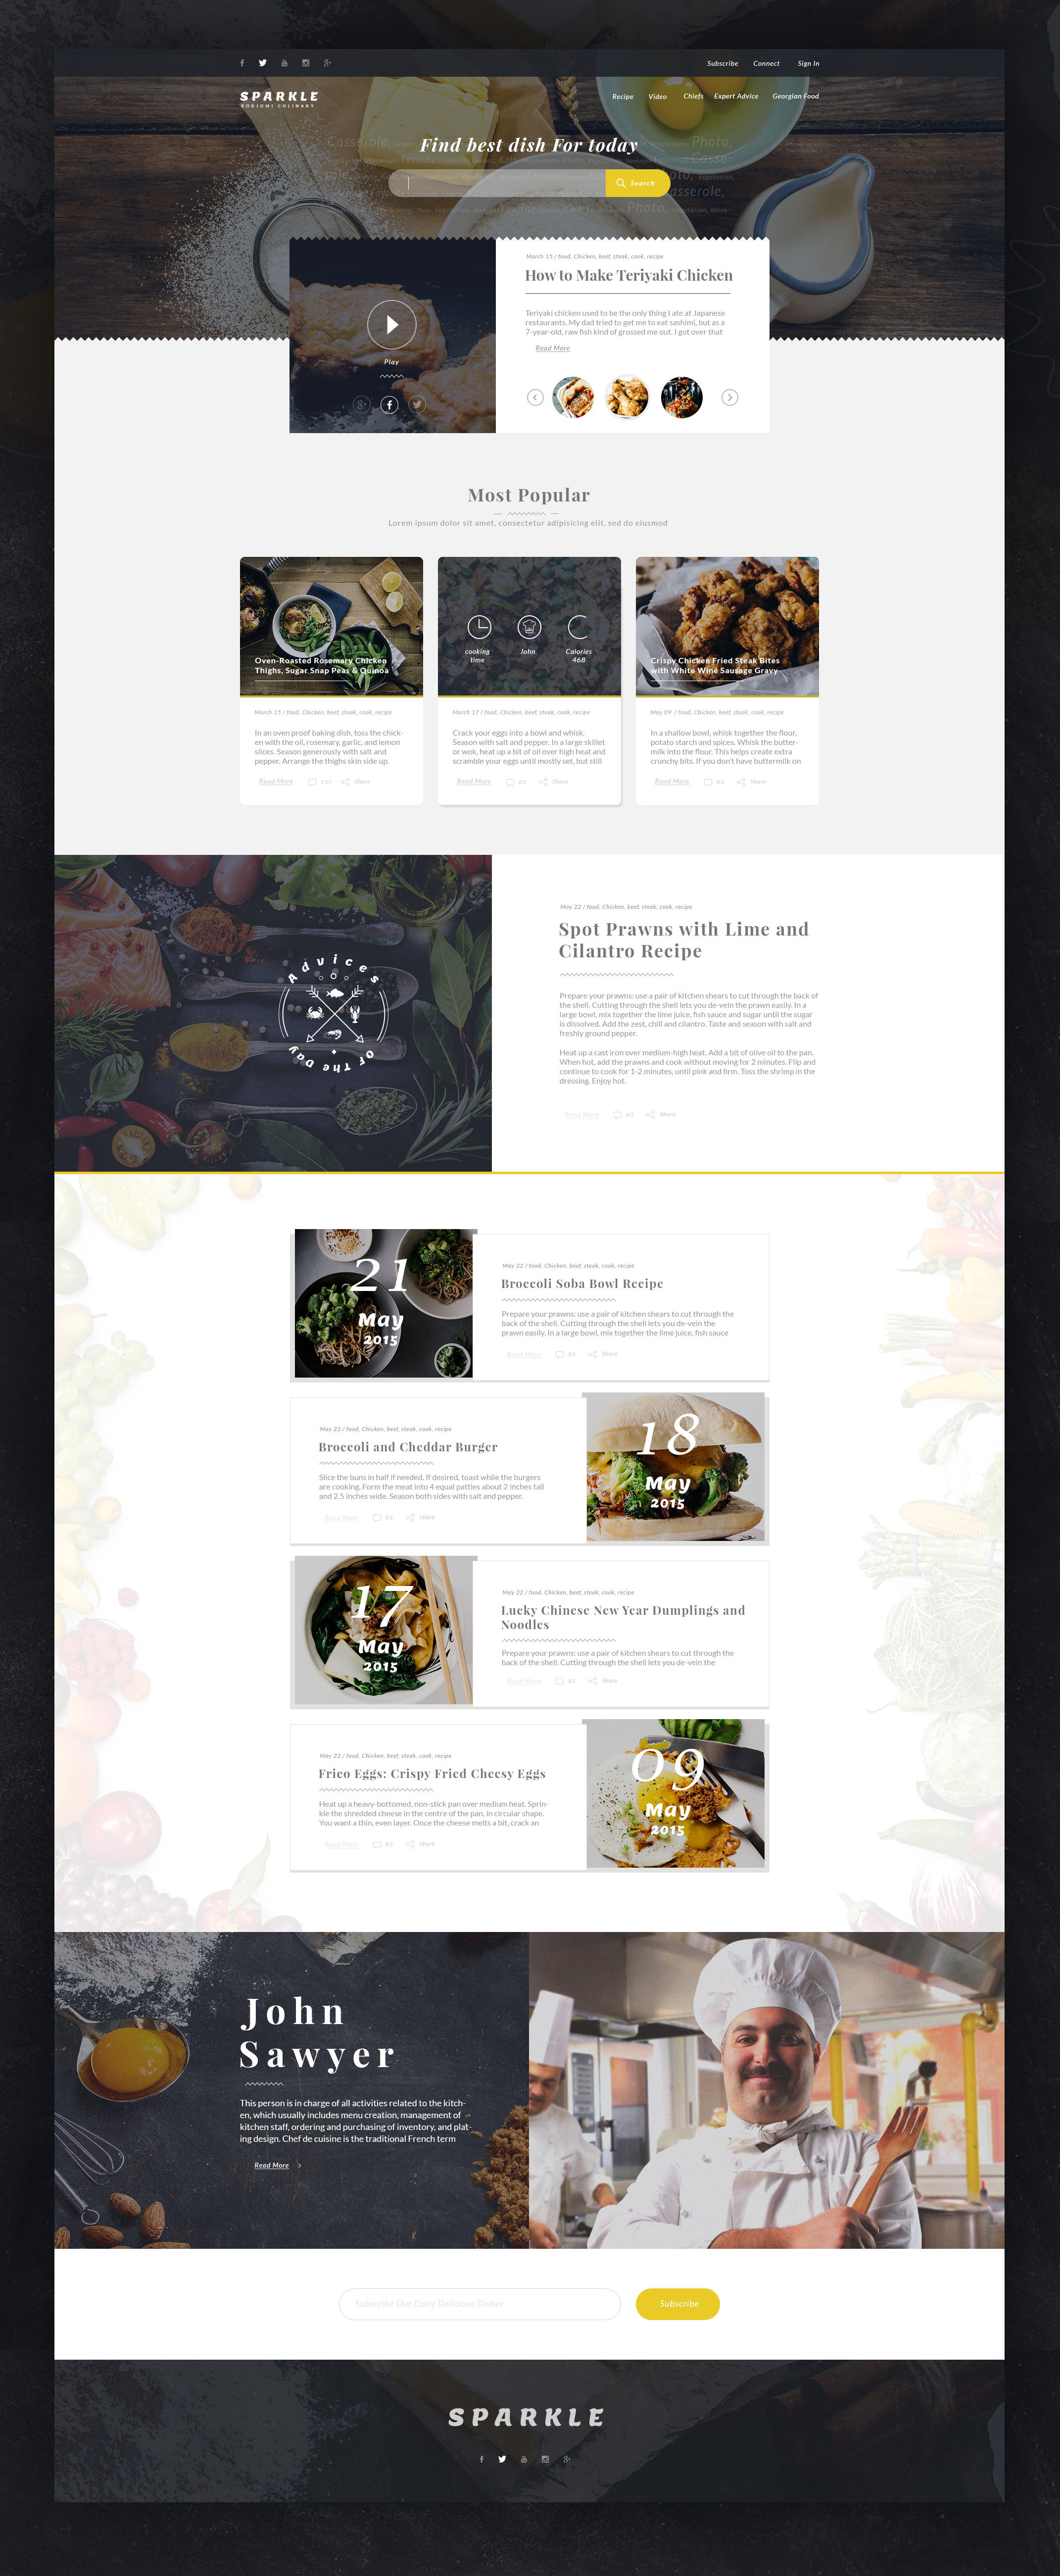 Subscribe Connect Sign In
SPARKLE
BORJOMI CULINARY
Recipe Video Chiefs Expert Advice Georgian Food
Find best dish For today
Search
March 15 / food, Chicken, beef, steak, cook, recipe
How to Make Teriyaki Chicken
Teriyaki chicken used to be the only thing I ate at Japanese
restaurants. My dad tried to get me to eat sashimi, but as a
7-year-old, raw fish kind of grossed me out. I got over that
Read More
Play
Most Popular
Lorem ipsum dolor sit amet, consectetur adipisicing elit, sed do eiusmod
Oven-Roasted Rosemary Chicken
Thighs, Sugar Snap Peas & Quinoa
March 15 / food, Chicken, beef, steak, cook, recipe
In an oven proof baking dish, toss the chick-
en with the oil, rosemary, garlic, and lemon
slices. Season generously with salt and
pepper. Arrange the thighs skin side up.
Read More 137 Share
cooking
time
John
Calories
468
March 17 / food, Chicken, beef, steak, cook, recipe
Crack your eggs into a bowl and whisk.
Season with salt and pepper. In a large skillet
or wok, heat up a bit of oil over high heat and
scramble your eggs until mostly set, but still
Read More 83 Share
Crispy Chicken Fried Steak Bites
with White Wine Sausage Gravy
May 09 / food, Chicken, beef, steak, cook, recipe
In a shallow bowl, whisk together the flour,
potato starch and spices. Whisk the butter-
milk into the flour. This helps create extra
crunchy bits. If you don't have buttermilk on
Read More 83 Share
Advices
of The Day
May 22 / food, Chicken, beef, steak, cook, recipe
Spot Prawns with Lime and
Cilantro Recipe
Prepare your prawns: use a pair of kitchen shears to cut through the back of
the shell. Cutting through the shell lets you de-vein the prawn easily. In a
large bowl, mix together the lime juice, fish sauce and sugar until the sugar
is dissolved. Add the zest, chill and cilantro. Taste and season with salt and
freshly ground pepper.
Heat up a cast iron over medium-high heat. Add a bit of olive oil to the pan.
When hot, add the prawns and cook without moving for 2 minutes. Flip and
continue to cook for 1-2 minutes, until pink and firm. Toss the shrimp in the
dressing. Enjoy hot.
Read More 83 Share
21
May
2015
May 22 / food, Chicken, beef, steak, cook, recipe
Broccoli Soba Bowl Recipe
Prepare your prawns: use a pair of kitchen shears to cut through the
back of the shell. Cutting through the shell lets you de-vein the
prawn easily. In a large bowl, mix together the lime juice, fish sauce
Read More 83 Share
May 22 / food, Chicken, beef, steak, cook, recipe
Broccoli and Cheddar Burger
Slice the buns in half if needed. If desired, toast while the burgers
are cooking. Form the meat into 4 equal patties about 2 inches tall
and 2.5 inches wide. Season both sides with salt and pepper.
Read More 83 Share
18
May
2015
17
May
2015
May 22 / food, Chicken, beef, steak, cook, recipe
Lucky Chinese New Year Dumplings and
Noodles
Prepare your prawns: use a pair of kitchen shears to cut through the
back of the shell. Cutting through the shell lets you de-vein the
Read More 83 Share
May 22 / food, Chicken, beef, steak, cook, recipe
Frico Eggs: Crispy Fried Cheesy Eggs
Heat up a heavy-bottomed, non-stick pan over medium heat. Sprin-
kle the shredded cheese in the centre of the pan, in circular shape.
You want a thin, even layer. Once the cheese melts a bit, crack an
Read More 83 Share
09
May
2015
John
Sawyer
This person is in charge of all activities related to the kitch-
en, which usually includes menu creation, management of
kitchen staff, ordering and purchasing of inventory, and plat-
ing design. Chef de cuisine is the traditional French term
Read More
Subscribe Our Daily Delicious Dishes
Subscribe
SPARKLE